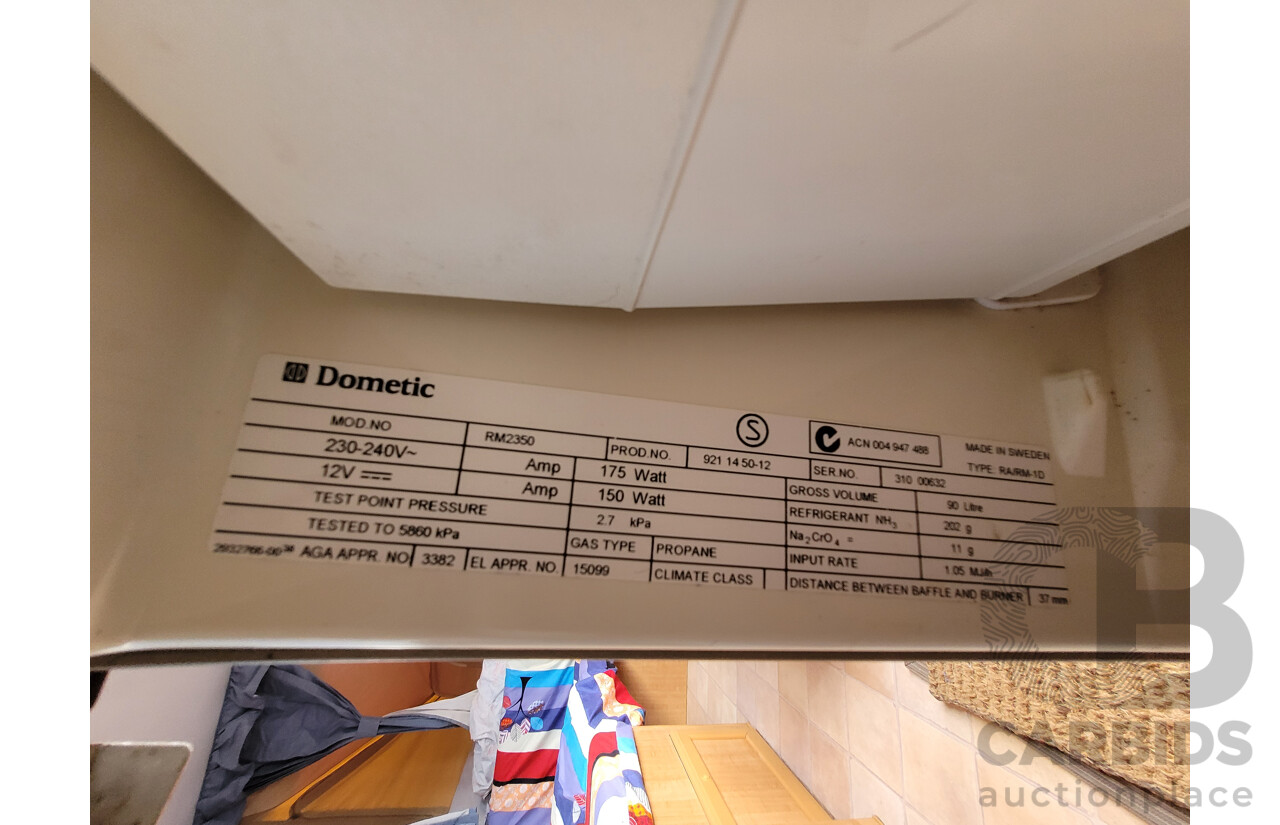 Dometic
S
ACN 004 947 488
MADE IN SWEDEN
MOD.NO RM2350 PROD.NO. 921 14 50-12 SER.NO. 310 00632 TYPE: RA/RM-1D
230-240V~ Amp 175 Watt GROSS VOLUME 90 Litre
12V Amp 150 Watt REFRIGERANT NH3 202 g
TEST POINT PRESSURE 2.7 kPa Na2CrO4 = 11 g
TESTED TO 5860 kPa GAS TYPE PROPANE INPUT RATE 1.05 MJ/h
AGA APPR. NO 3382 EL APPR. NO. 15099 CLIMATE CLASS DISTANCE BETWEEN BAFFLE AND BURNER 37 mm
CARBIDS
auctionplace